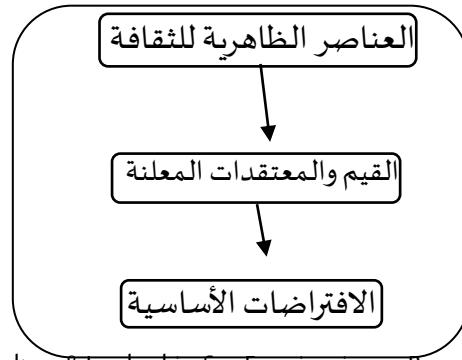 العناصر الظاهرية للثقافة
القيم والمعتقدات المعلنة
الافتراضات الأساسية